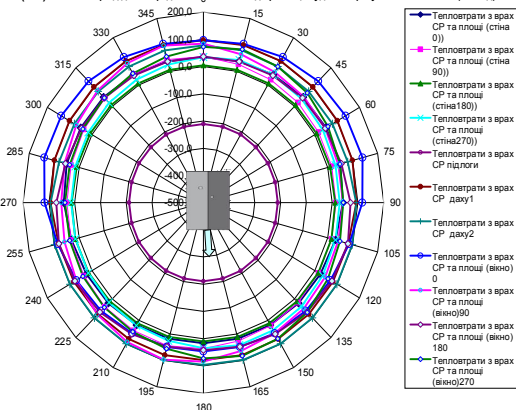 345
15
330
30
315
45
300
60
285
75
270
90
255
105
240
120
225
135
210
150
195
165
180
200.0
100.0
0.0
-100.0
-200.0
-300.0
-400.0
-500.0
Тепловтрати з врах
СР та площі (стіна
0))
Тепловтрати з врах
СР та площі (стіна
90))
Тепловтрати з врах
СР та площі
(стіна180))
Тепловтрати з врах
СР та площі
(стіна270))
Тепловтрати з врах
СР підлоги
Тепловтрати з врах
СР даху1
Тепловтрати з врах
СР даху2
Тепловтрати з врах
СР та площі (вікно)
0
Тепловтрати з врах
СР та площі
(вікно)90
Тепловтрати з врах
СР та площі (вікно)
180
Тепловтрати з врах
СР та площі
(вікно)270